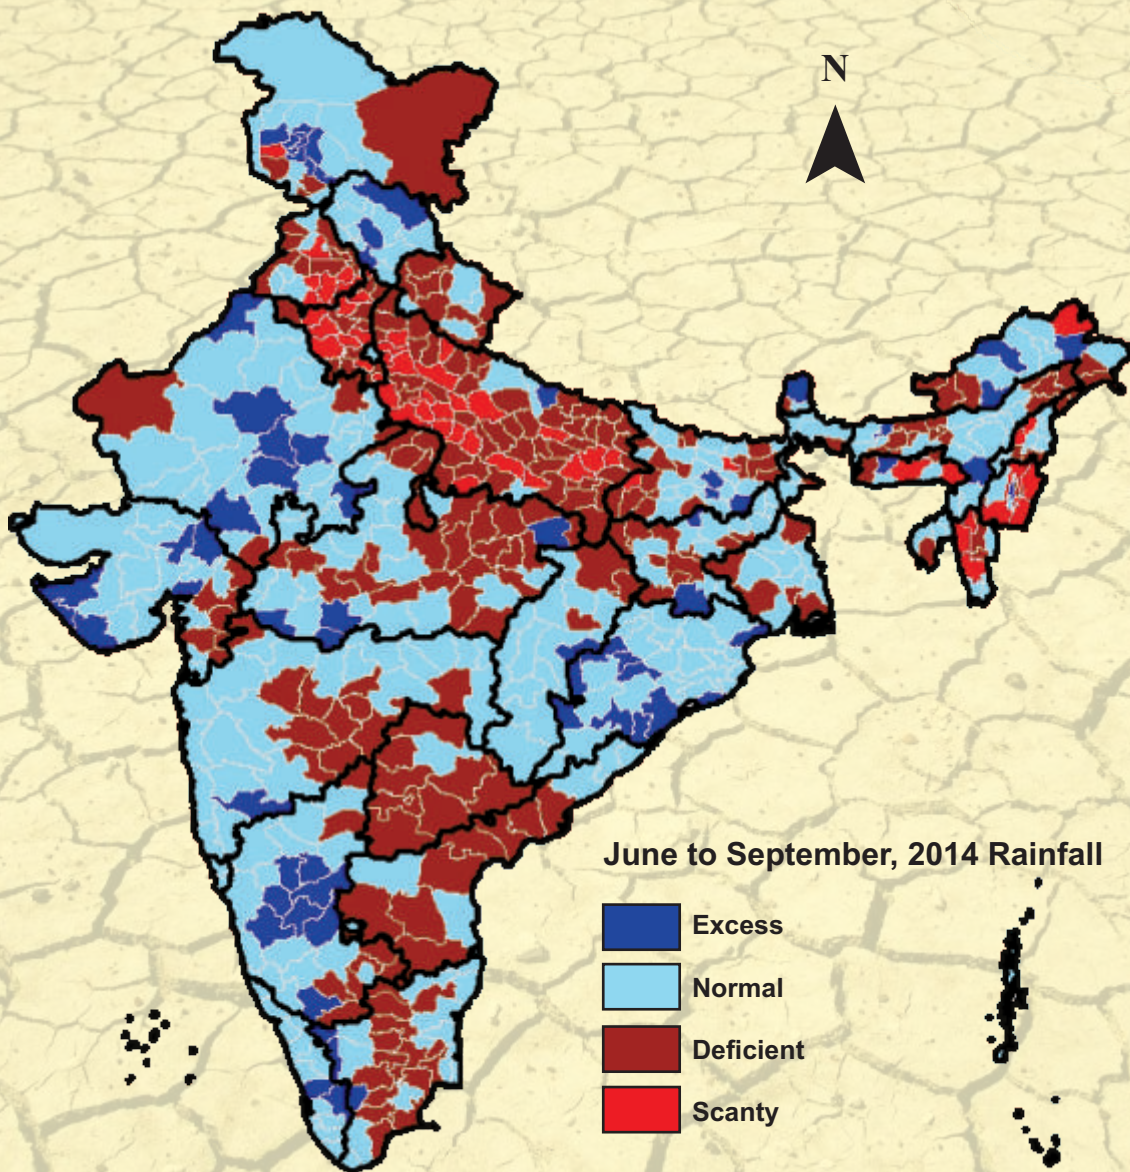 N
June to September, 2014 Rainfall
Excess
Normal
Deficient
Scanty